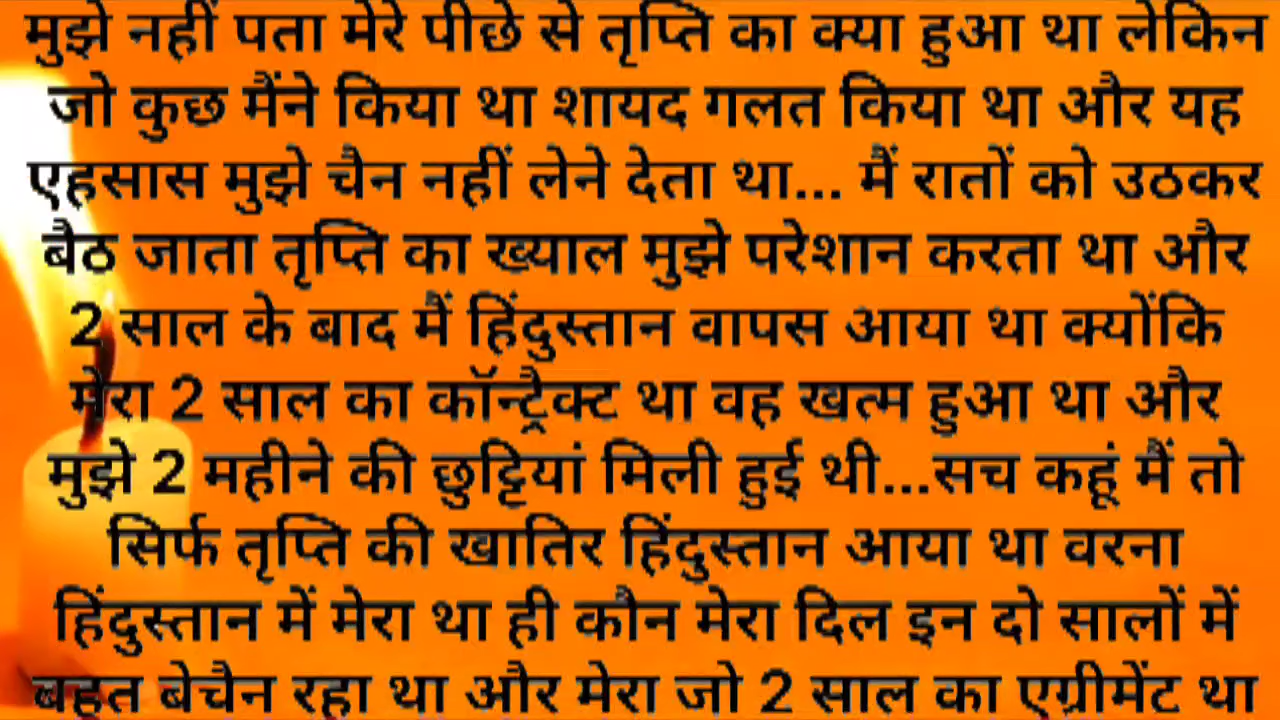 मुझे नहीं पता मेरे पीछे से तृप्ति का क्या हुआ था लेकिन
जो कुछ मैंने किया था शायद गलत किया था और यह
एहसास मुझे चैन नहीं लेने देता था... मैं रातों को उठकर
बैठ जाता तृप्ति का ख्याल मुझे परेशान करता था और
2 साल के बाद मैं हिंदुस्तान वापस आया था क्योंकि
मेरा 2 साल का कॉन्ट्रैक्ट था वह खत्म हुआ था और
मुझे 2 महीने की छुट्टियां मिली हुई थी...सच कहूं मैं तो
सिर्फ तृप्ति की खातिर हिंदुस्तान आया था वरना
हिंदुस्तान में मेरा था ही कौन मेरा दिल इन दो सालों में
बहुत बेचैन रहा था और मेरा जो 2 साल का एग्रीमेंट था